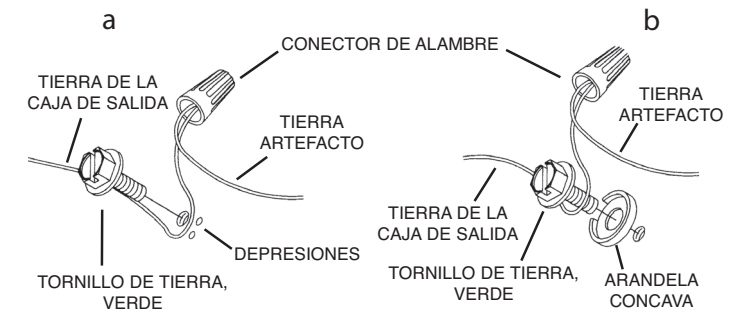 a
b
CONECTOR DE ALAMBRE
TIERRA DE LA
CAJA DE SALIDA
TIERRA
ARTEFACTO
DEPRESIONES
TORNILLO DE TIERRA,
VERDE
TIERRA
ARTEFACTO
TIERRA DE LA
CAJA DE SALIDA
TORNILLO DE TIERRA,
VERDE
ARANDELA
CONCAVA